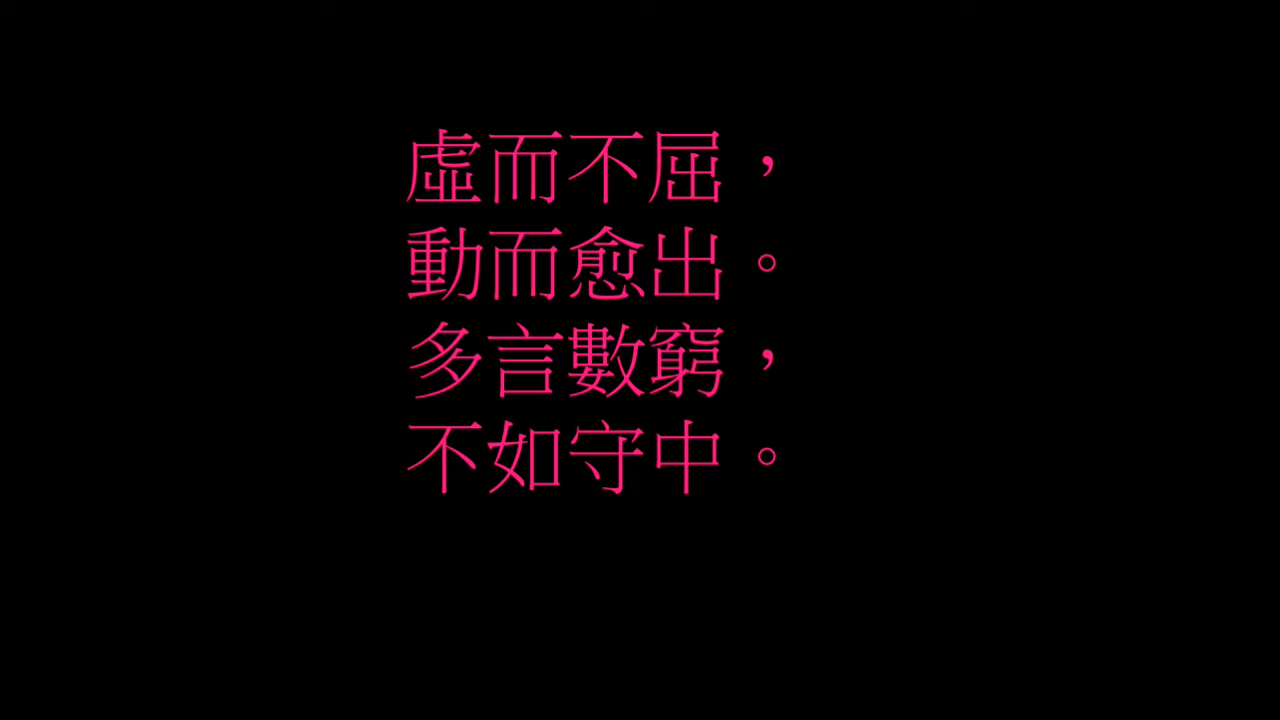 虛而不屈，
動而愈出。
多言數窮，
不如守中。